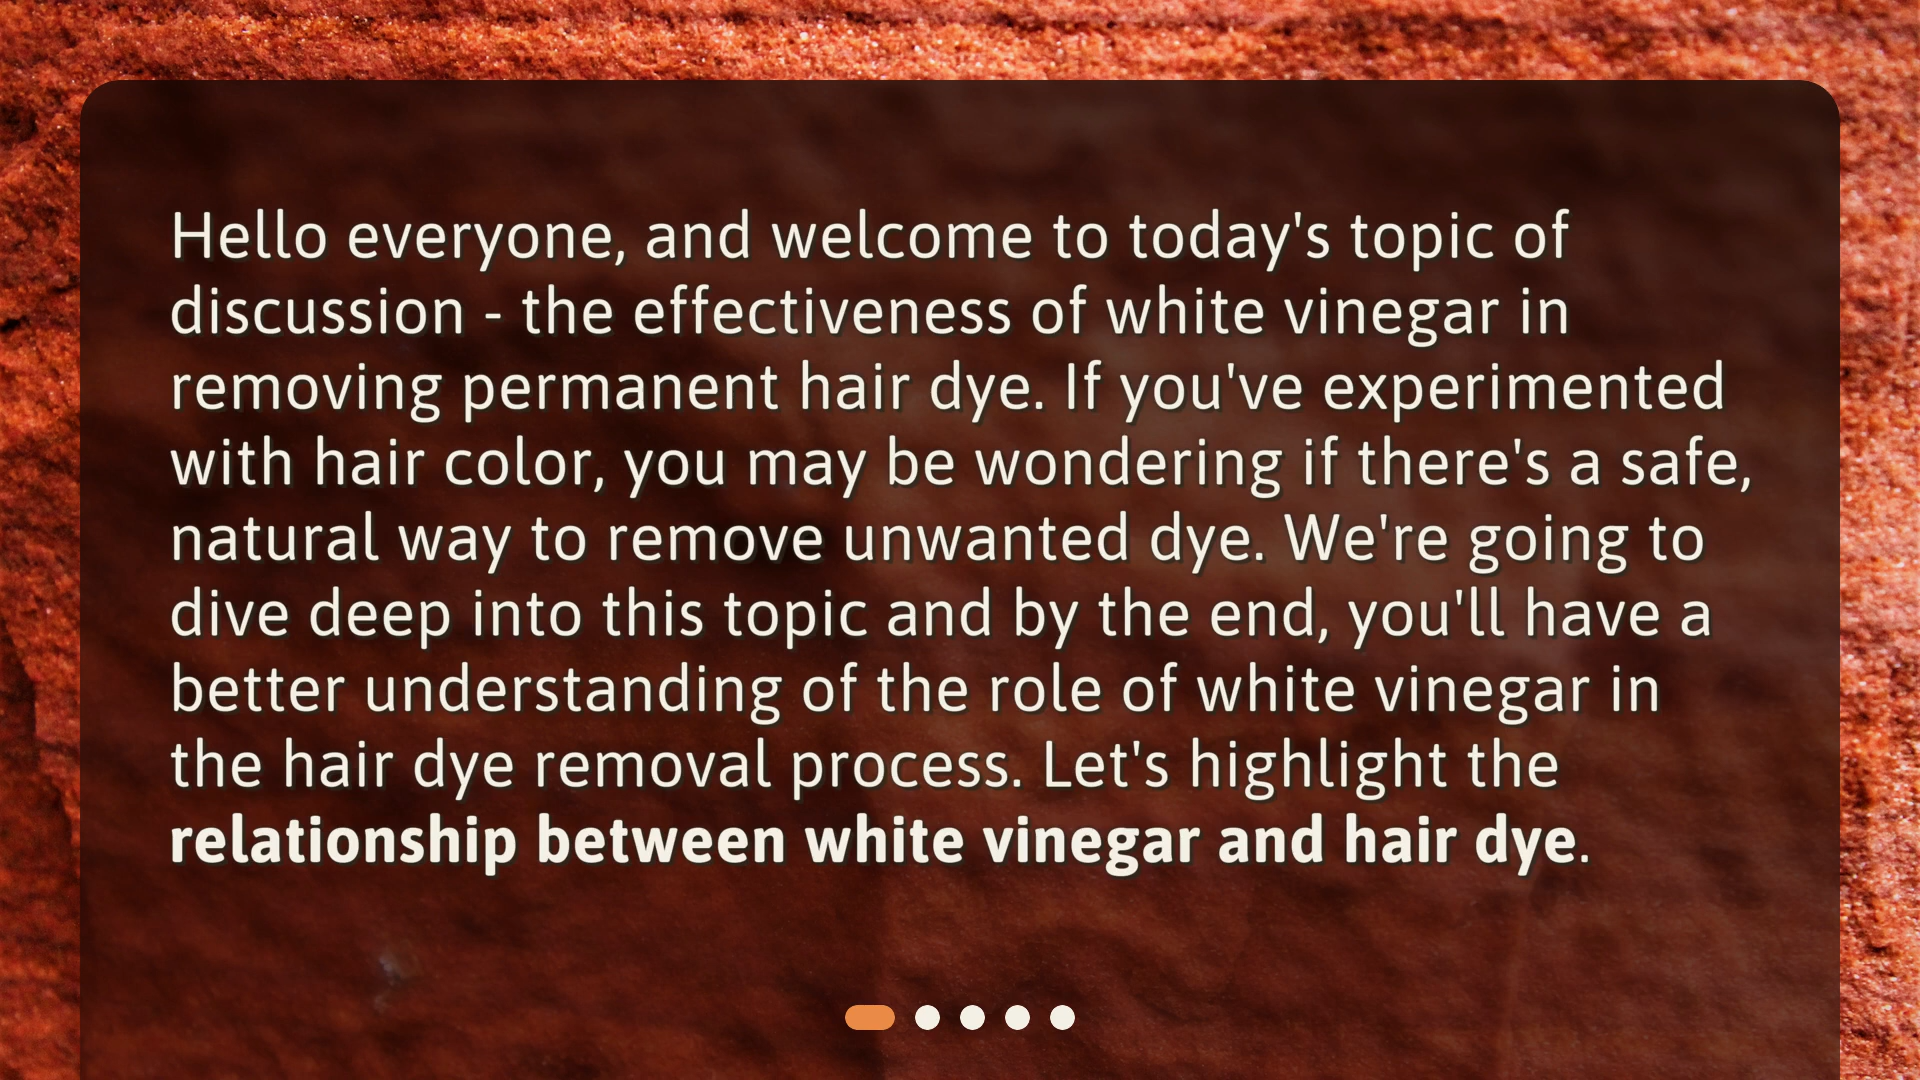 Hello everyone, and welcome to today's topic of
discussion - the effectiveness of white vinegar in
removing permanent hair dye. If you've experimented
with hair color, you may be wondering if there's a safe,
natural way to remove unwanted dye. We're going to
dive deep into this topic and by the end, you'll have a
better understanding of the role of white vinegar in
the hair dye removal process. Let's highlight the
relationship between white vinegar and hair dye.